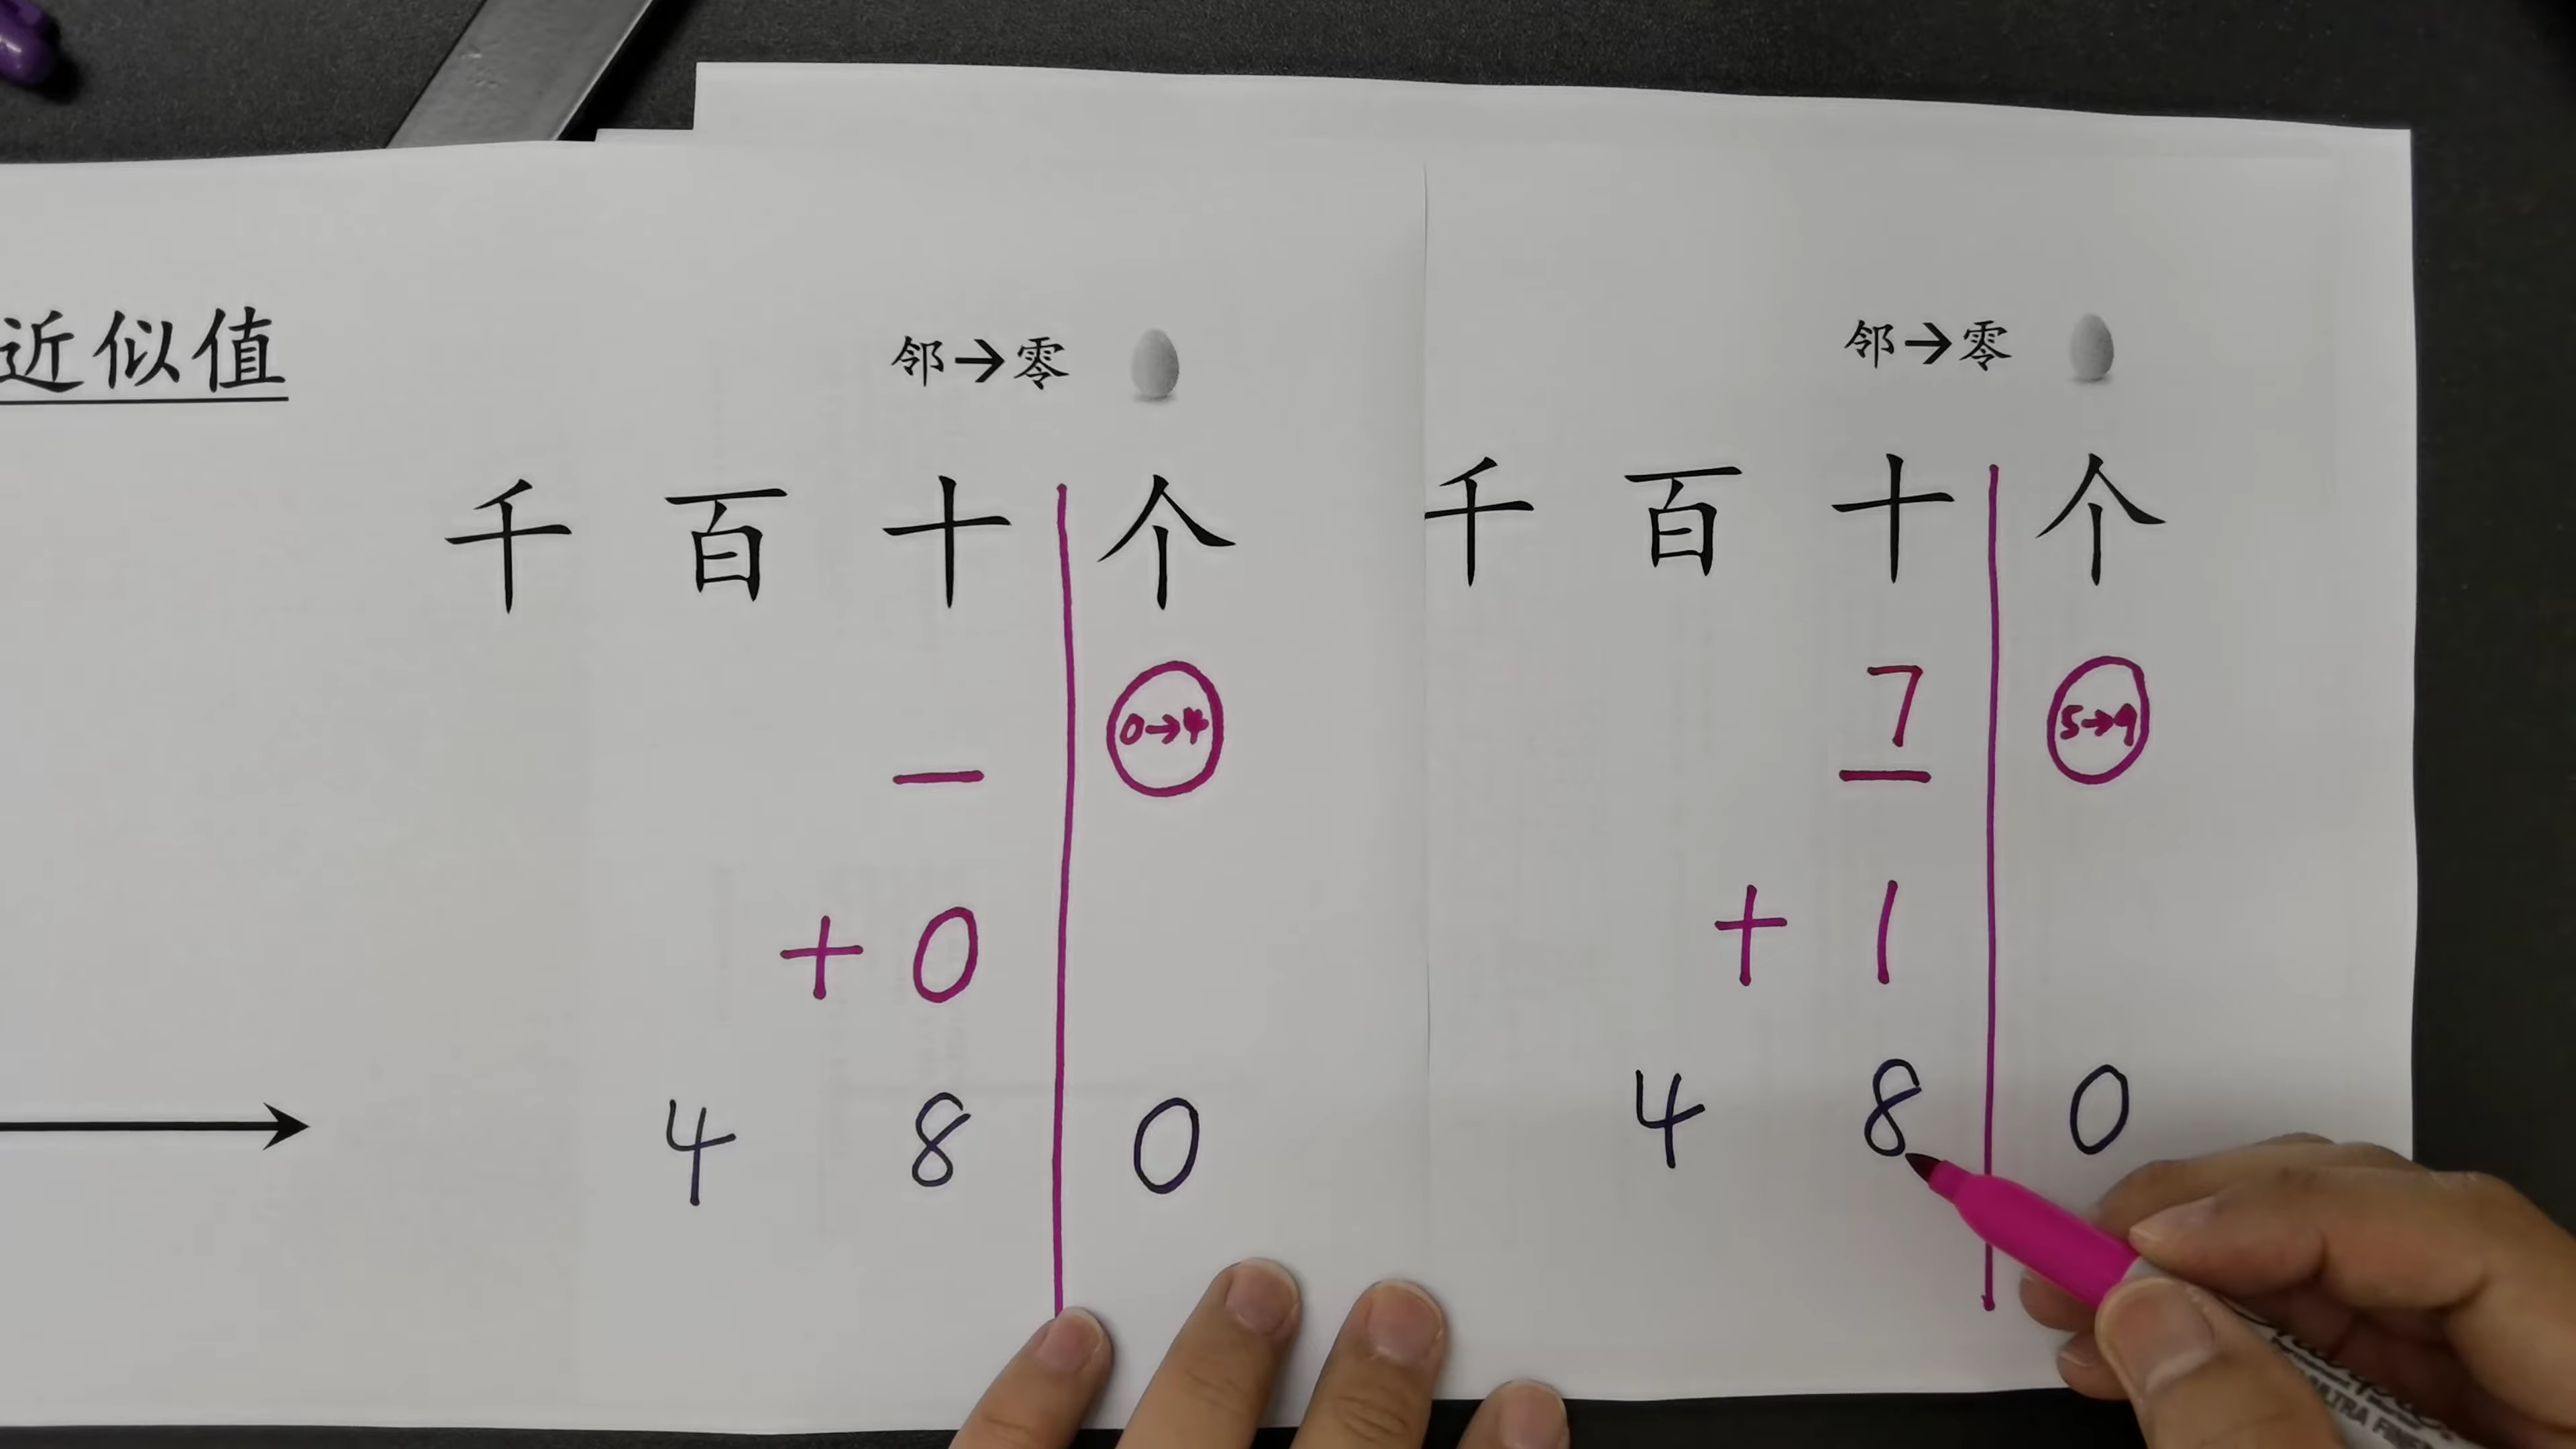 近似值
邻→零
千 百 十 个
0→4
—
+ 0
4 8 0
邻→零
千 百 十 个
7 5→9
—
+ 1
4 8 0